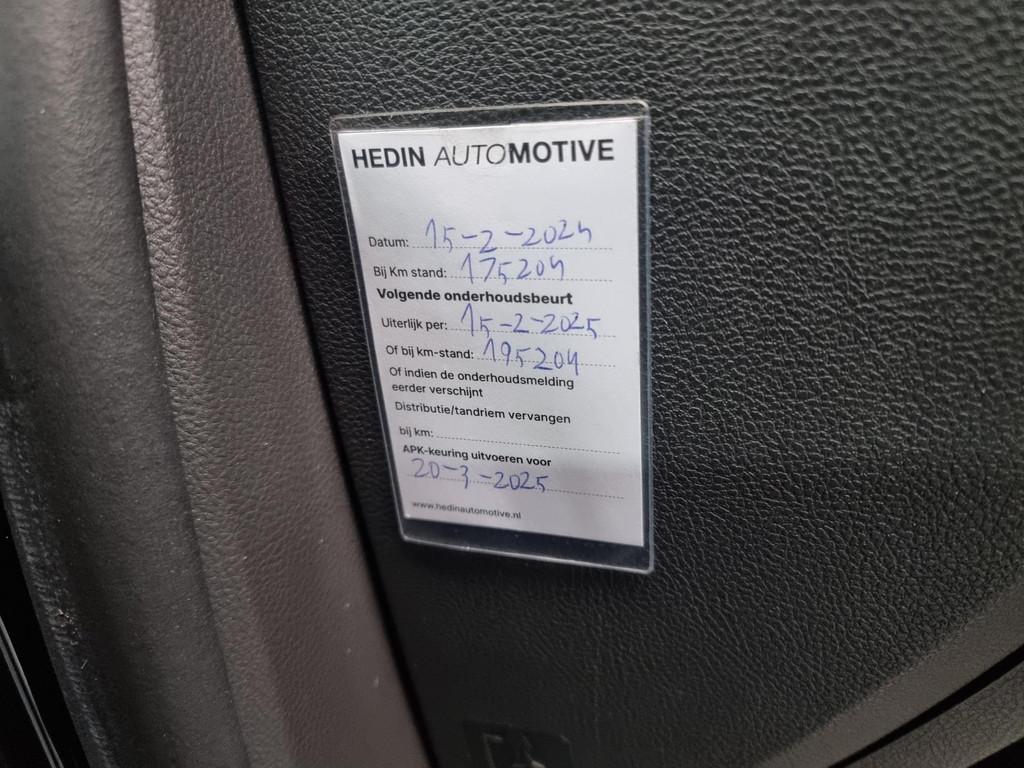 HEDIN AUTOMOTIVE
Datum: 15-2-2024
Bij Km stand: 175204
Volgende onderhoudsbeurt
Uiterlijk per: 15-2-2025
Of bij km-stand: 195204
Of indien de onderhoudsmelding
eerder verschijnt
Distributie/tandriem vervangen
bij km:
APK-keuring uitvoeren voor
20-3-2025
www.hedinautomotive.nl